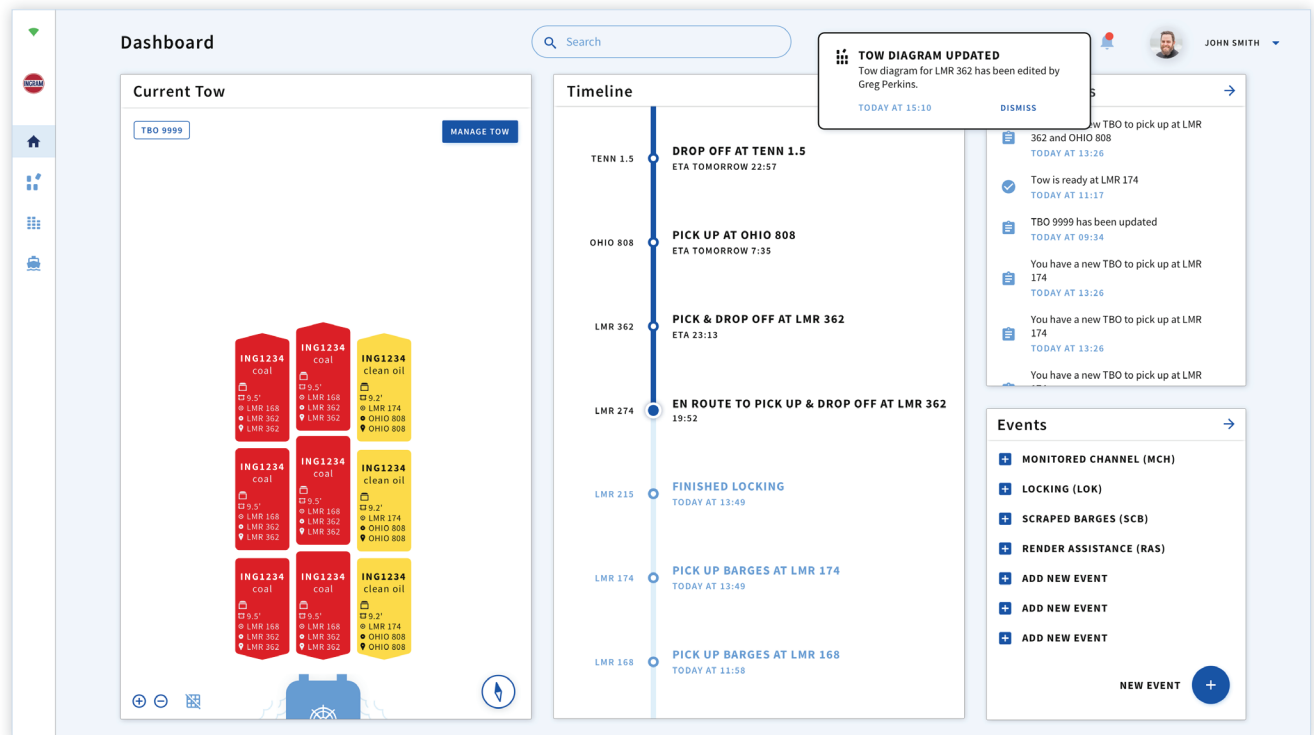 Dashboard
Search
JOHN SMITH
INGRAM
TOW DIAGRAM UPDATED
Tow diagram for LMR 362 has been edited by
Greg Perkins.
TODAY AT 15:10
DISMISS
Current Tow
TBO 9999
MANAGE TOW
ING1234
coal
9.5'
LMR 168
LMR 362
LMR 362
ING1234
coal
9.5'
LMR 168
LMR 362
LMR 362
ING1234
clean oil
9.2'
LMR 174
OHIO 808
OHIO 808
ING1234
coal
9.5'
LMR 168
LMR 362
LMR 362
ING1234
coal
9.5'
LMR 168
LMR 362
LMR 362
ING1234
clean oil
9.2'
LMR 174
OHIO 808
OHIO 808
ING1234
coal
9.5'
LMR 168
LMR 362
LMR 362
ING1234
coal
9.5'
LMR 168
LMR 362
LMR 362
ING1234
clean oil
9.2'
LMR 174
OHIO 808
OHIO 808
Timeline
TENN 1.5
DROP OFF AT TENN 1.5
ETA TOMORROW 22:57
OHIO 808
PICK UP AT OHIO 808
ETA TOMORROW 7:35
LMR 362
PICK & DROP OFF AT LMR 362
ETA 23:13
LMR 274
EN ROUTE TO PICK UP & DROP OFF AT LMR 362
19:52
LMR 215
FINISHED LOCKING
TODAY AT 13:49
LMR 174
PICK UP BARGES AT LMR 174
TODAY AT 13:49
LMR 168
PICK UP BARGES AT LMR 168
TODAY AT 11:58
TBO to pick up at LMR
362 and OHIO 808
TODAY AT 13:26
Tow is ready at LMR 174
TODAY AT 11:17
TBO 9999 has been updated
TODAY AT 09:34
You have a new TBO to pick up at LMR
174
TODAY AT 13:26
You have a new TBO to pick up at LMR
174
TODAY AT 13:26
You have a new TBO to pick up at LMR
Events
MONITORED CHANNEL (MCH)
LOCKING (LOK)
SCRAPED BARGES (SCB)
RENDER ASSISTANCE (RAS)
ADD NEW EVENT
ADD NEW EVENT
ADD NEW EVENT
NEW EVENT